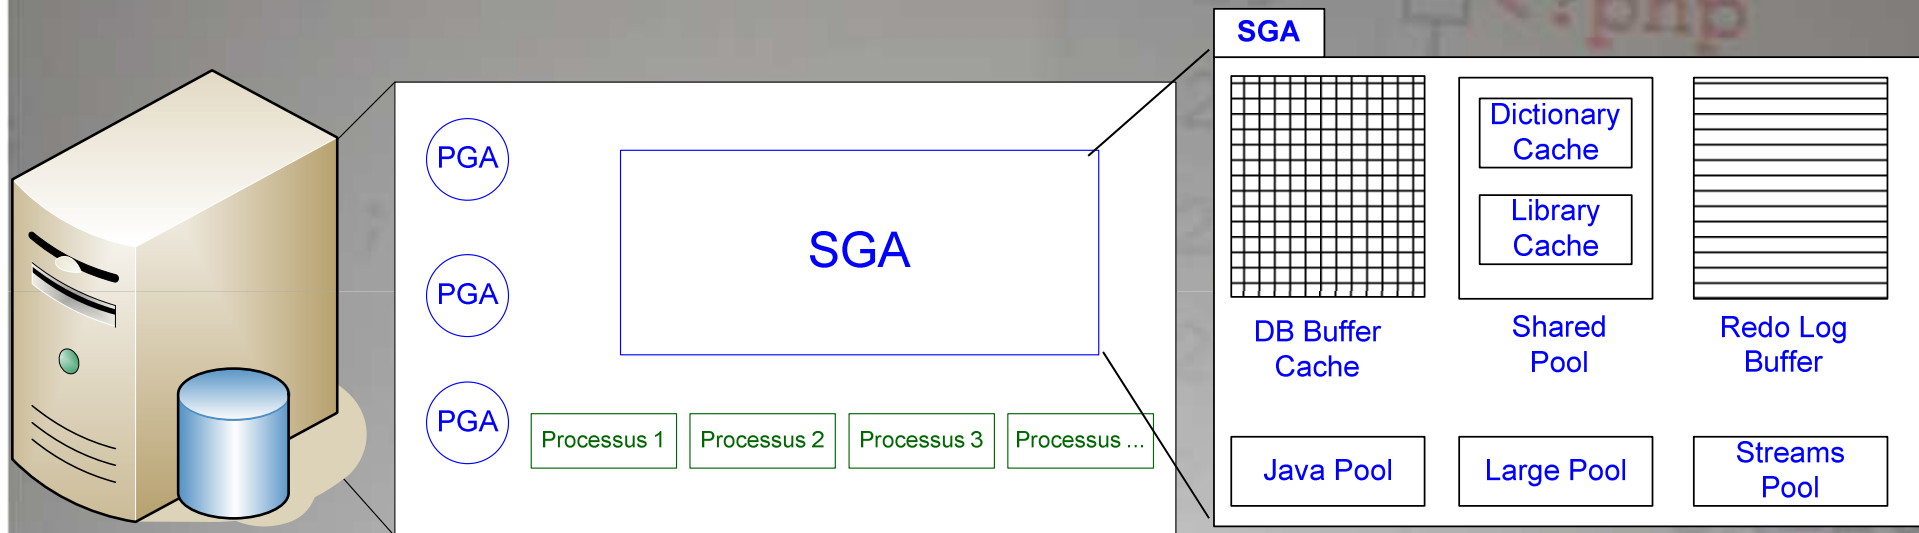 <?php
SGA
PGA
PGA
PGA
SGA
Processus 1
Processus 2
Processus 3
Processus ...
Dictionary
Cache
Library
Cache
DB Buffer
Cache
Shared
Pool
Redo Log
Buffer
Java Pool
Large Pool
Streams
Pool